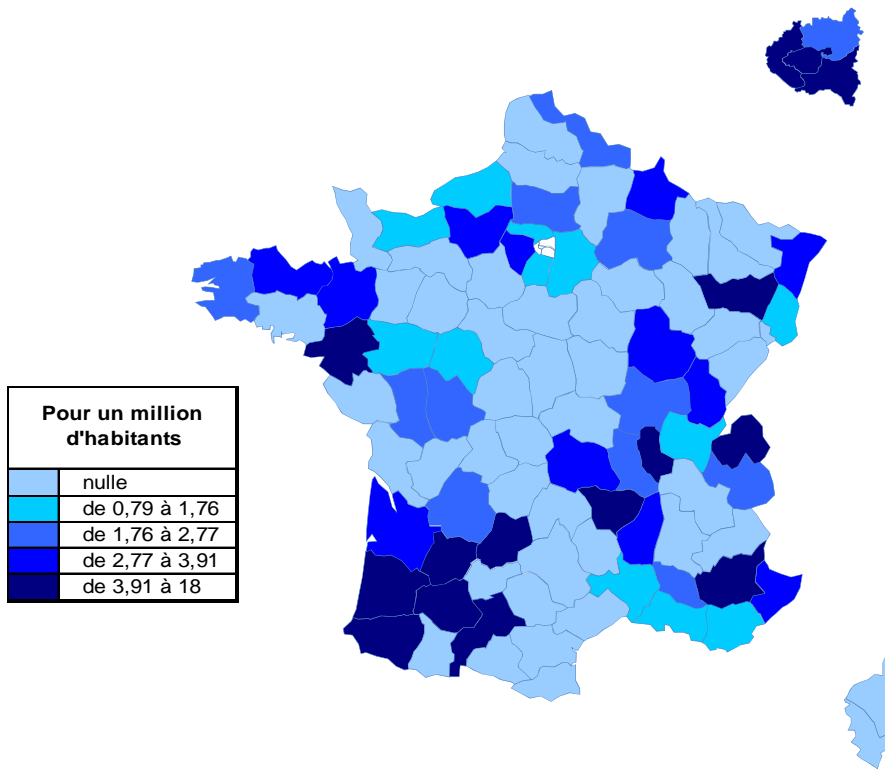 Pour un million
d'habitants
nulle
de 0,79 à 1,76
de 1,76 à 2,77
de 2,77 à 3,91
de 3,91 à 18